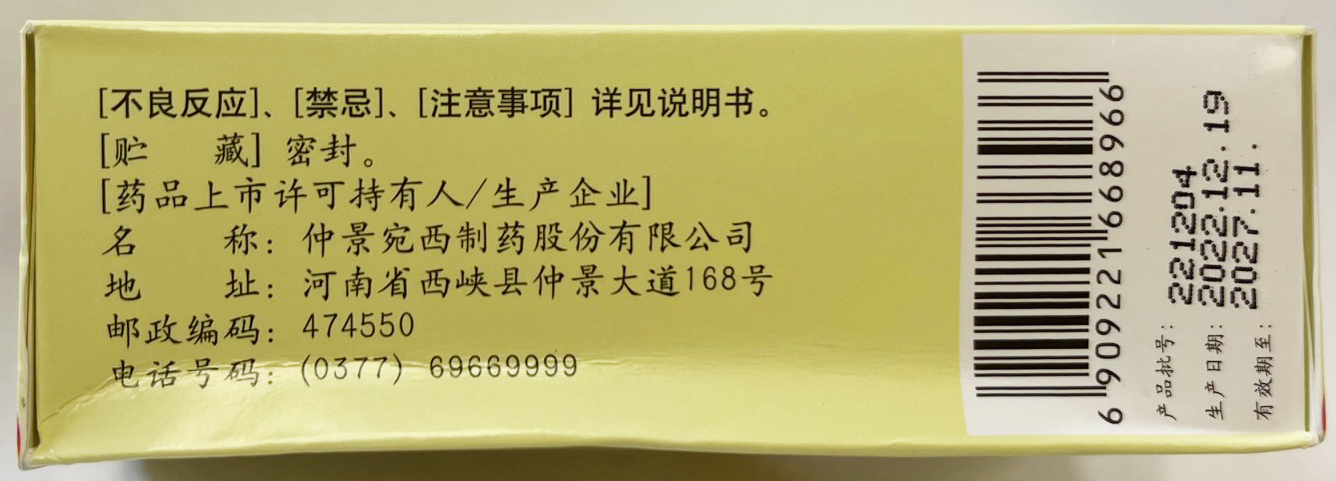 [不良反应]、[禁忌]、[注意事项] 详见说明书。
[贮 藏] 密封。
[药品上市许可持有人/生产企业]
名 称：仲景宛西制药股份有限公司
地 址：河南省西峡县仲景大道168号
邮政编码：474550
电话号码：(0377) 69669999
6 909221 668966
产品批号：221204
生产日期：2022.12.19
有效期至：2027.11.